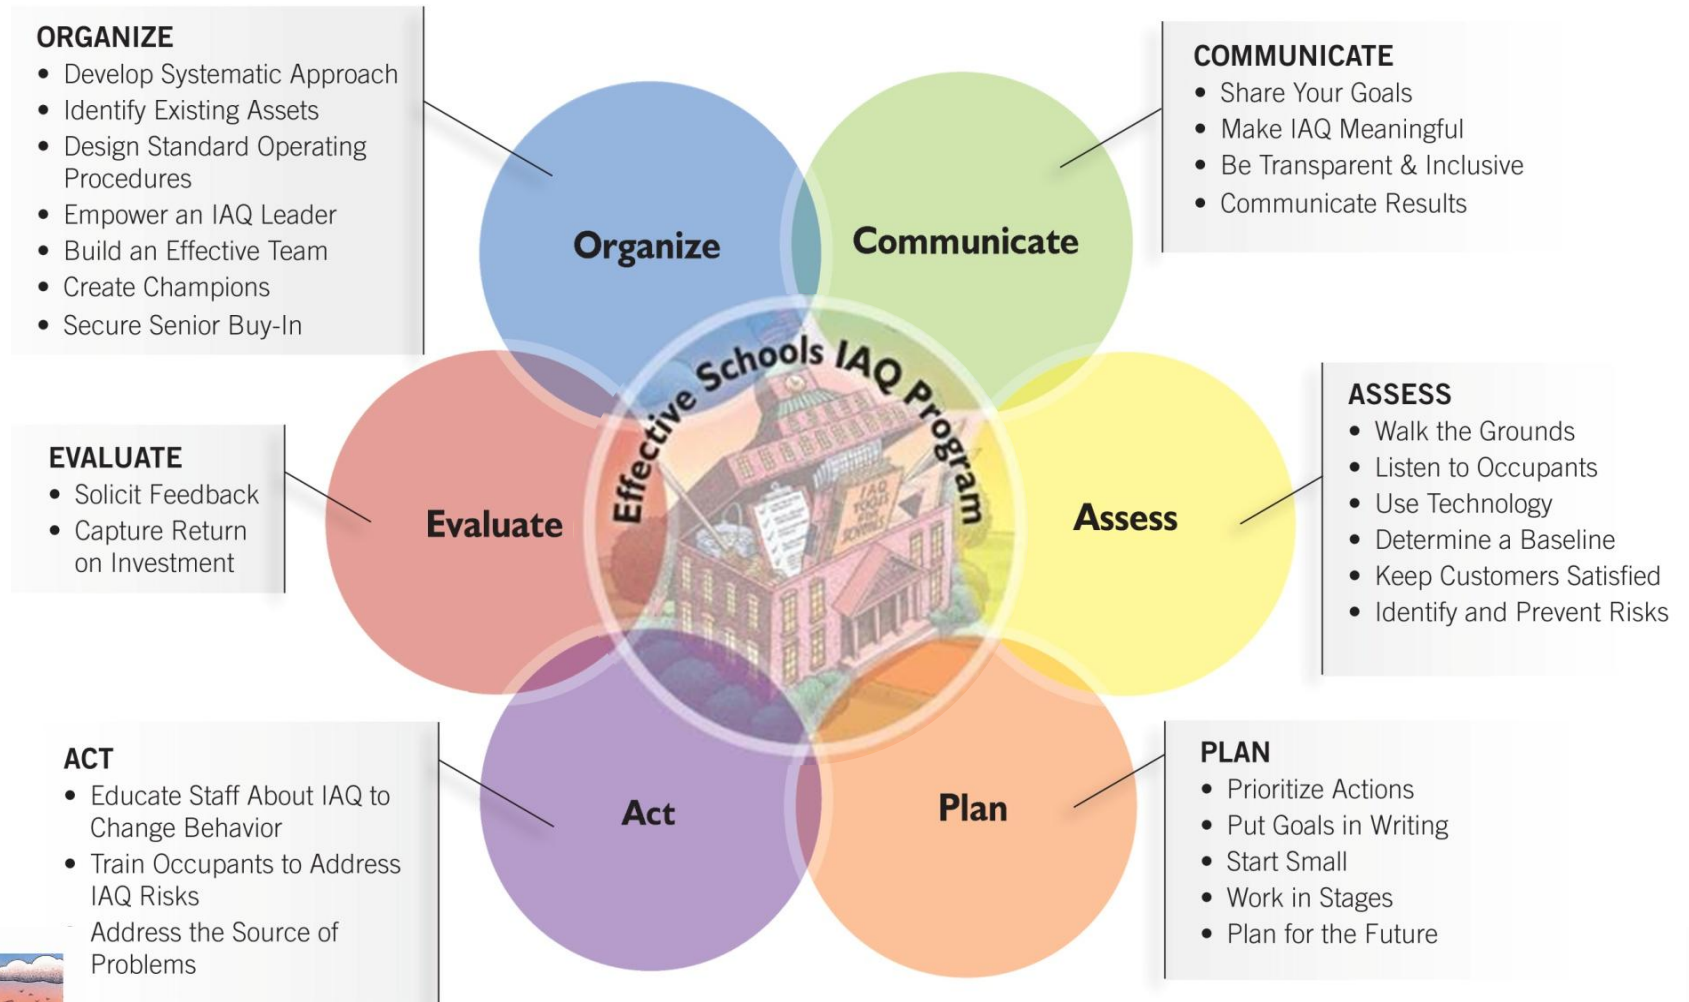 ORGANIZE
• Develop Systematic Approach
• Identify Existing Assets
• Design Standard Operating
Procedures
• Empower an IAQ Leader
• Build an Effective Team
• Create Champions
• Secure Senior Buy-In
COMMUNICATE
• Share Your Goals
• Make IAQ Meaningful
• Be Transparent & Inclusive
• Communicate Results
Organize
Communicate
Effective Schools IAQ Program
IAQ
TOOLS
FOR
SCHOOLS
EVALUATE
• Solicit Feedback
• Capture Return
on Investment
Evaluate
Assess
ASSESS
• Walk the Grounds
• Listen to Occupants
• Use Technology
• Determine a Baseline
• Keep Customers Satisfied
• Identify and Prevent Risks
ACT
• Educate Staff About IAQ to
Change Behavior
• Train Occupants to Address
IAQ Risks
Address the Source of
Problems
Act
Plan
PLAN
• Prioritize Actions
• Put Goals in Writing
• Start Small
• Work in Stages
• Plan for the Future